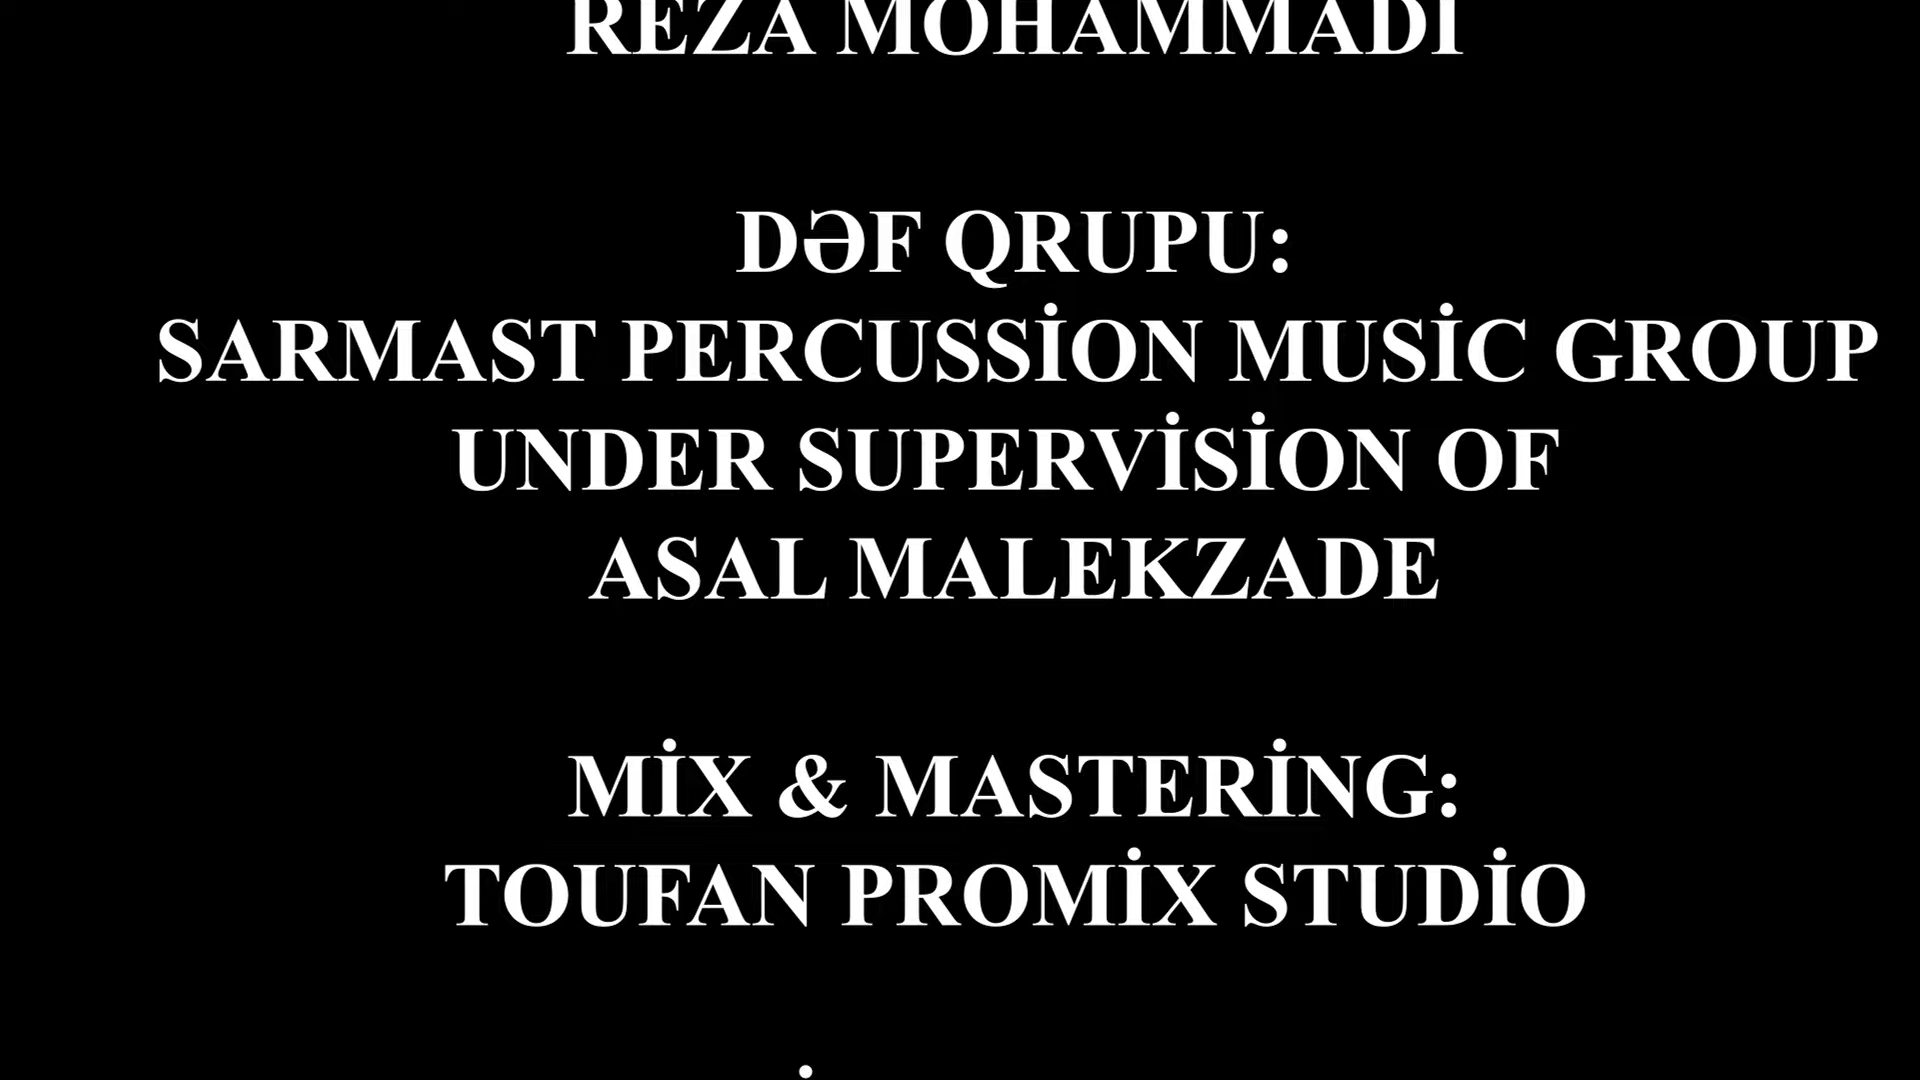 REZA MOHAMMADI
DƏF QRUPU:
SARMAST PERCUSSİON MUSİC GROUP
UNDER SUPERVİSİON OF
ASAL MALEKZADE
MİX & MASTERİNG:
TOUFAN PROMİX STUDİO